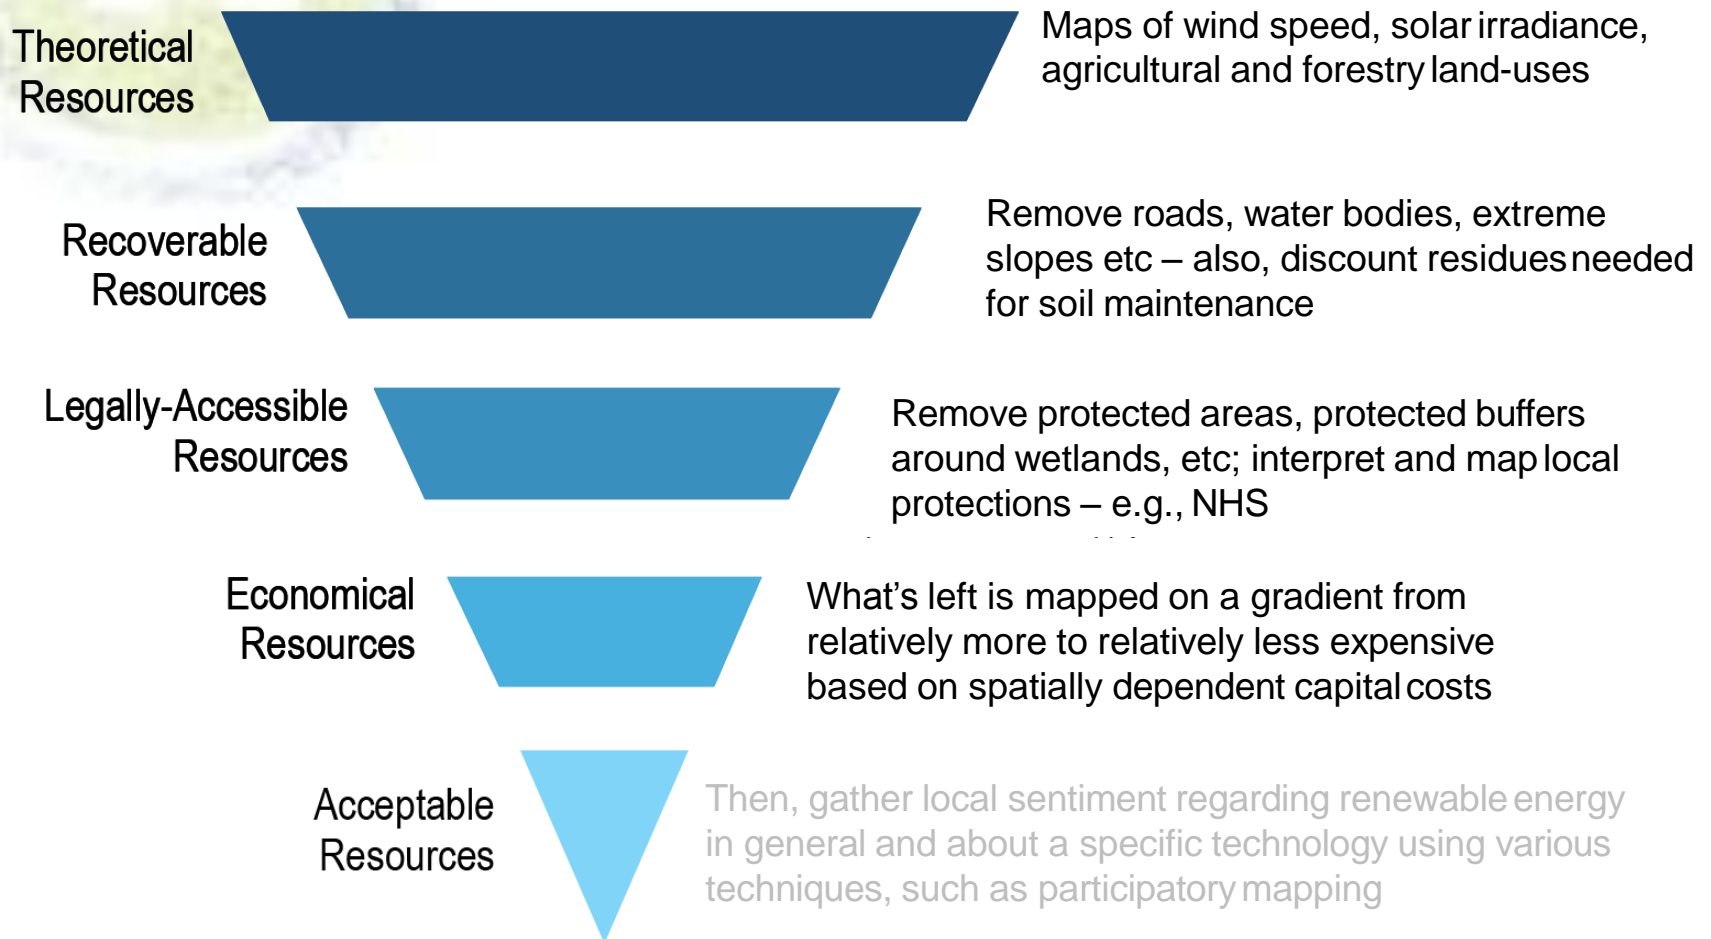 Theoretical
Resources
Maps of wind speed, solar irradiance,
agricultural and forestry land-uses
Recoverable
Resources
Remove roads, water bodies, extreme
slopes etc – also, discount residues needed
for soil maintenance
Legally-Accessible
Resources
Remove protected areas, protected buffers
around wetlands, etc; interpret and map local
protections – e.g., NHS
Economical
Resources
What’s left is mapped on a gradient from
relatively more to relatively less expensive
based on spatially dependent capital costs
Acceptable
Resources
Then, gather local sentiment regarding renewable energy
in general and about a specific technology using various
techniques, such as participatory mapping